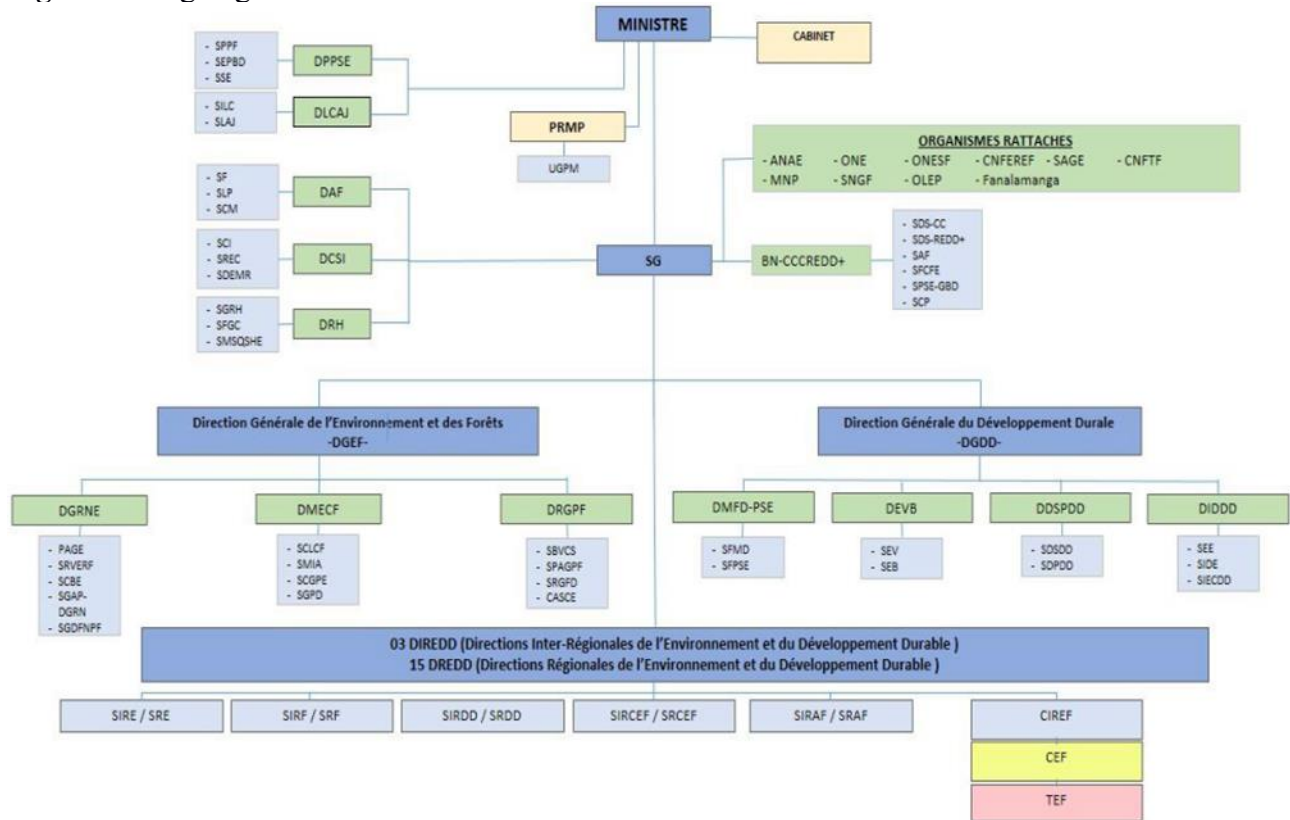 MINISTRE
CABINET
- SPPF
- SEPBD
- SSE
DPPSE
- SILC
- SLAJ
DLCAJ
PRMP
UGPM
ORGANISMES RATTACHES
- ANAE - ONE - ONESF - CNFEREF - SAGE - CNFTF
- MNP - SNGF - OLEP - Fanalamanga
- SF
- SLP
- SCM
DAF
- SCI
- SREC
- SDEMR
DCSI
- SGRH
- SFGC
- SMSQSHE
DRH
SG
BN-CCCREDD+
- SDS-CC
- SDS-REDD+
- SAF
- SFCFE
- SPSE-GBD
- SCP
Direction Générale de l'Environnement et des Forêts
-DGEF-
Direction Générale du Développement Durale
-DGDD-
DGRNE
- PAGE
- SRVERF
- SCBE
- SGAP-
DGRN
- SGDFNPF
DMECF
- SCLCF
- SMIA
- SCGPE
- SGPD
DRGPF
- SBVCS
- SPAGPF
- SRGFD
- CASCE
DMFD-PSE
- SFMD
- SFPSE
DEVB
- SEV
- SEB
DDSPDD
- SDSDD
- SDPDD
DIDDD
- SEE
- SIDE
- SIECDD
03 DIREDD (Directions Inter-Régionales de l'Environnement et du Développement Durable )
15 DREDD (Directions Régionales de l'Environnement et du Développement Durable )
SIRE / SRE
SIRF / SRF
SIRDD / SRDD
SIRCEF / SRCEF
SIRAF / SRAF
CIREF
CEF
TEF